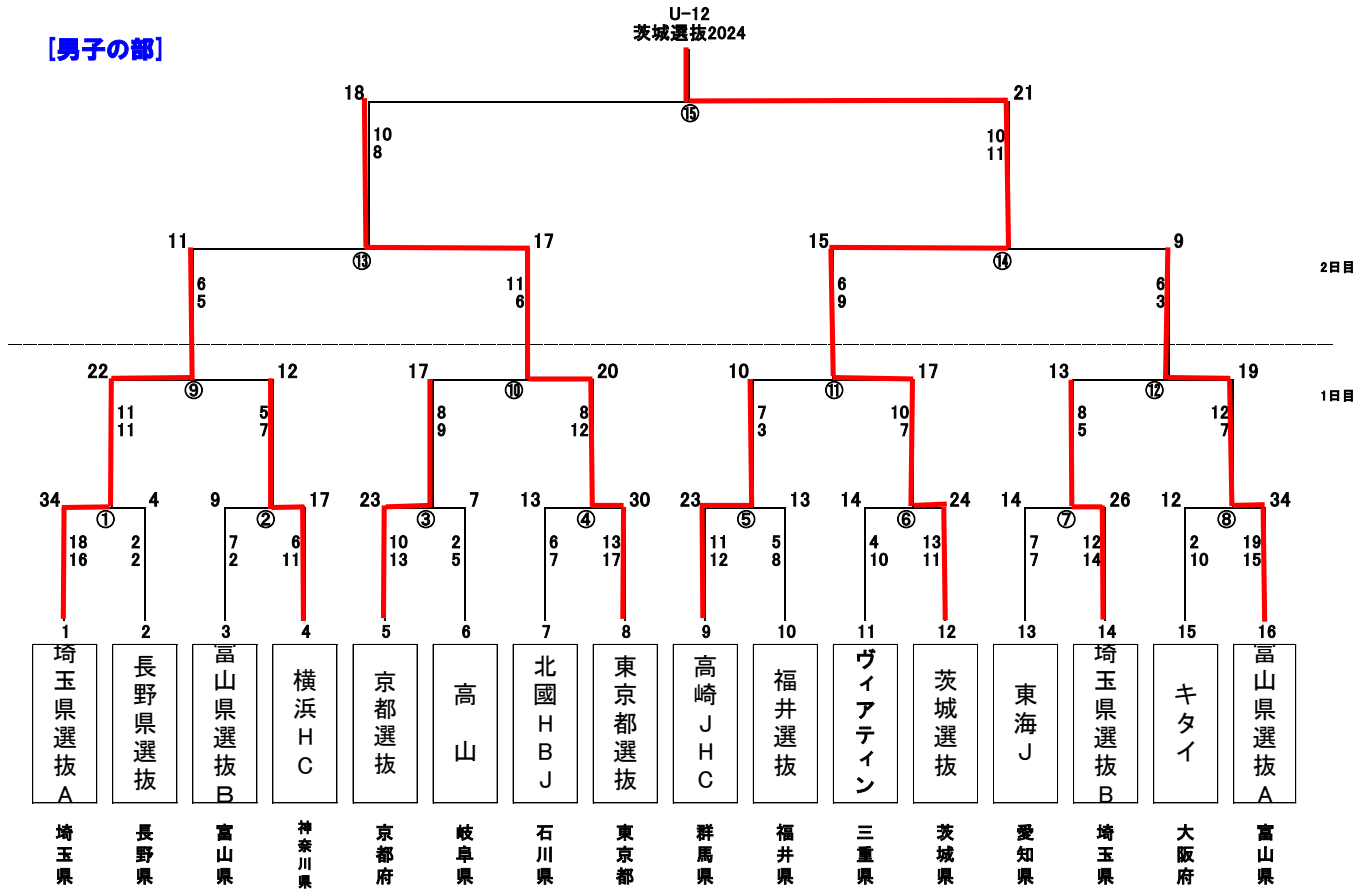 U-12
茨城選抜2024
[男子の部]
18 21
⑮
10 10
8 11
11 17 15 9
⑬ ⑭
2日目
6 11 6 6
5 6 9 3
22 12 17 20 10 17 13 19
⑨ ⑩ ⑪ ⑫
1日目
11 5 8 8 7 10 8 12
11 7 9 12 3 7 5 7
34 4 9 17 23 7 13 30 23 13 14 24 14 26 12 34
① ② ③ ④ ⑤ ⑥ ⑦ ⑧
18 2 7 6 10 2 6 13 11 5 4 13 7 12 2 19
16 2 2 11 13 5 7 17 12 8 10 11 7 14 10 15
1 2 3 4 5 6 7 8 9 10 11 12 13 14 15 16
埼玉県選抜A
長野県選抜
富山県選抜B
横浜HC
京都選抜
高山
北國HBJ
東京都選抜
高崎JHC
福井選抜
ヴィアティン
茨城選抜
東海J
埼玉県選抜B
キタイ
富山県選抜A
埼玉県
長野県
富山県
神奈川県
京都府
岐阜県
石川県
東京都
群馬県
福井県
三重県
茨城県
愛知県
埼玉県
大阪府
富山県